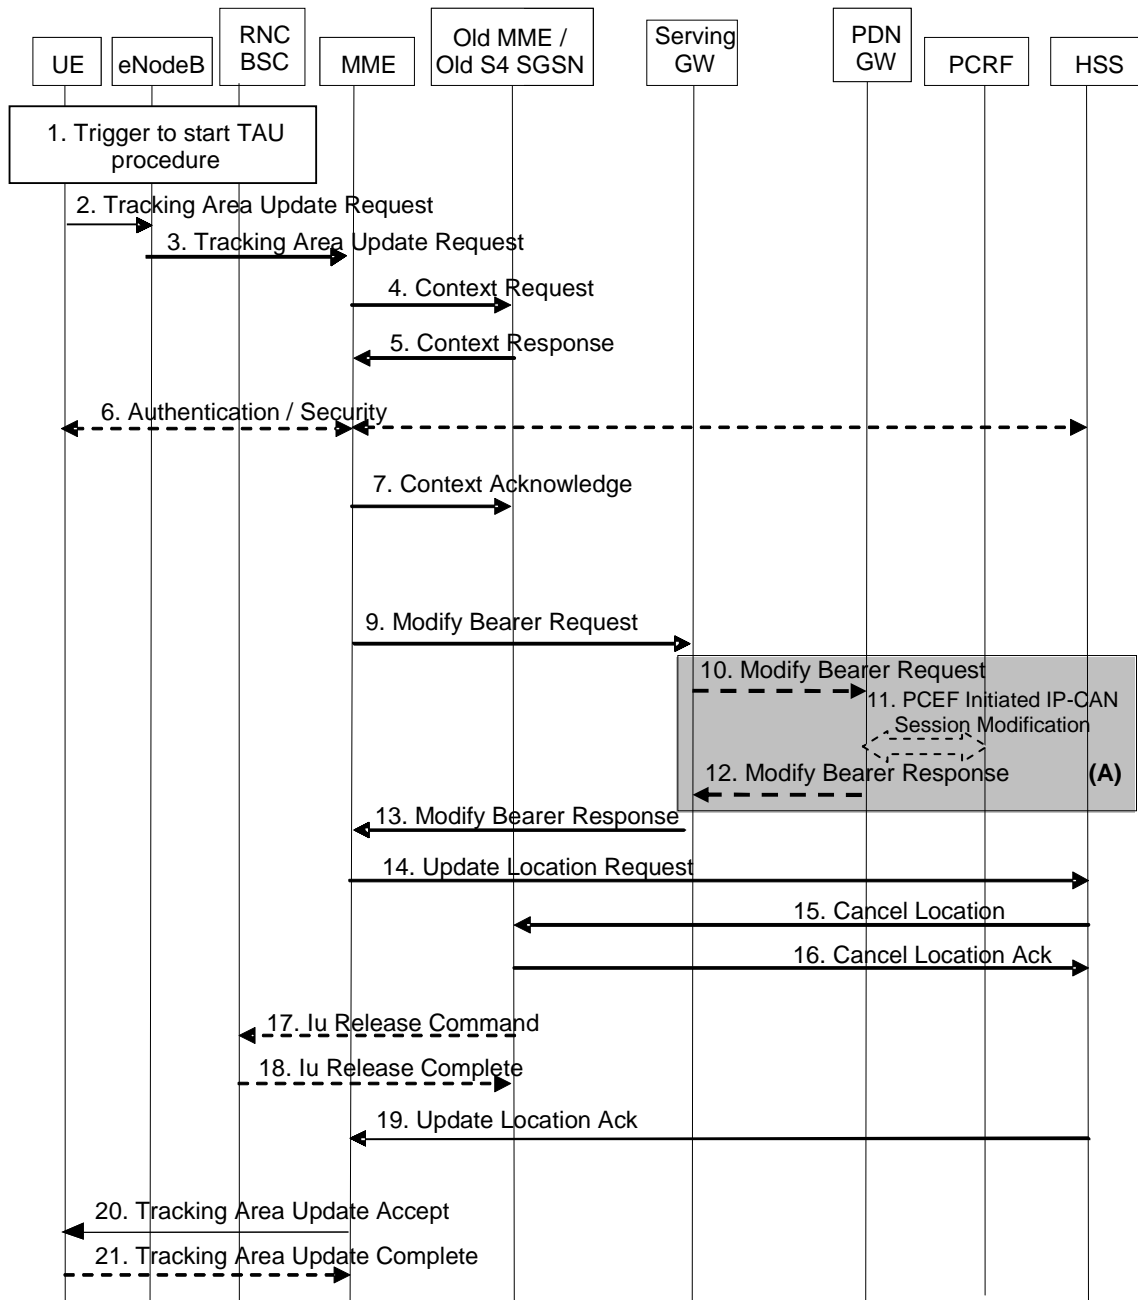 UE
eNodeB
RNC
BSC
MME
Old MME /
Old S4 SGSN
Serving
GW
PDN
GW
PCRF
HSS
1. Trigger to start TAU
procedure
2. Tracking Area Update Request
3. Tracking Area Update Request
4. Context Request
5. Context Response
6. Authentication / Security
7. Context Acknowledge
9. Modify Bearer Request
10. Modify Bearer Request
11. PCEF Initiated IP-CAN
Session Modification
12. Modify Bearer Response
(A)
13. Modify Bearer Response
14. Update Location Request
15. Cancel Location
16. Cancel Location Ack
17. Iu Release Command
18. Iu Release Complete
19. Update Location Ack
20. Tracking Area Update Accept
21. Tracking Area Update Complete